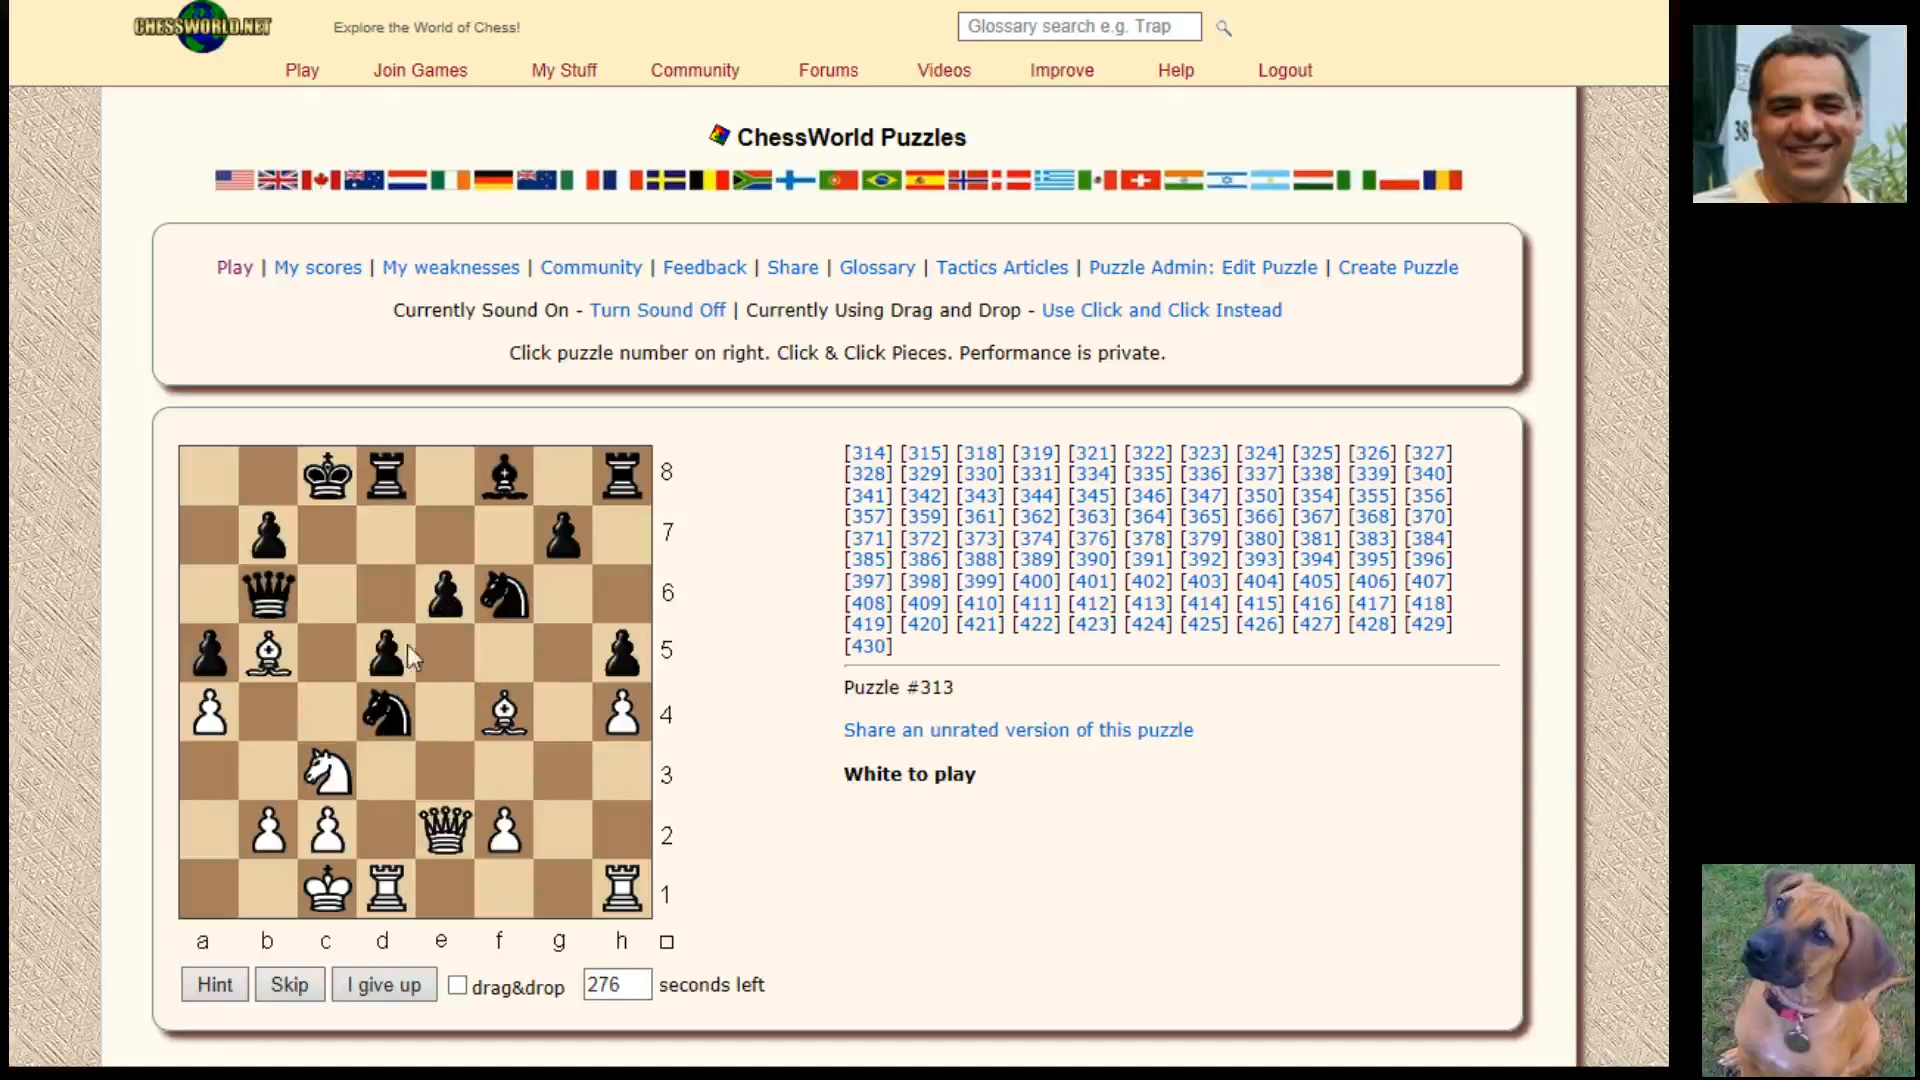 CHESSWORLD.NET
Explore the World of Chess!
Glossary search e.g. Trap
Play Join Games My Stuff Community Forums Videos Improve Help Logout
38
ChessWorld Puzzles
Play | My scores | My weaknesses | Community | Feedback | Share | Glossary | Tactics Articles | Puzzle Admin: Edit Puzzle | Create Puzzle
Currently Sound On - Turn Sound Off | Currently Using Drag and Drop - Use Click and Click Instead
Click puzzle number on right. Click & Click Pieces. Performance is private.
8
7
6
5
4
3
2
1
a b c d e f g h
Hint Skip I give up drag&drop 276 seconds left
[314] [315] [318] [319] [321] [322] [323] [324] [325] [326] [327]
[328] [329] [330] [331] [334] [335] [336] [337] [338] [339] [340]
[341] [342] [343] [344] [345] [346] [347] [350] [354] [355] [356]
[357] [359] [361] [362] [363] [364] [365] [366] [367] [368] [370]
[371] [372] [373] [374] [376] [378] [379] [380] [381] [383] [384]
[385] [386] [388] [389] [390] [391] [392] [393] [394] [395] [396]
[397] [398] [399] [400] [401] [402] [403] [404] [405] [406] [407]
[408] [409] [410] [411] [412] [413] [414] [415] [416] [417] [418]
[419] [420] [421] [422] [423] [424] [425] [426] [427] [428] [429]
[430]
Puzzle #313
Share an unrated version of this puzzle
White to play